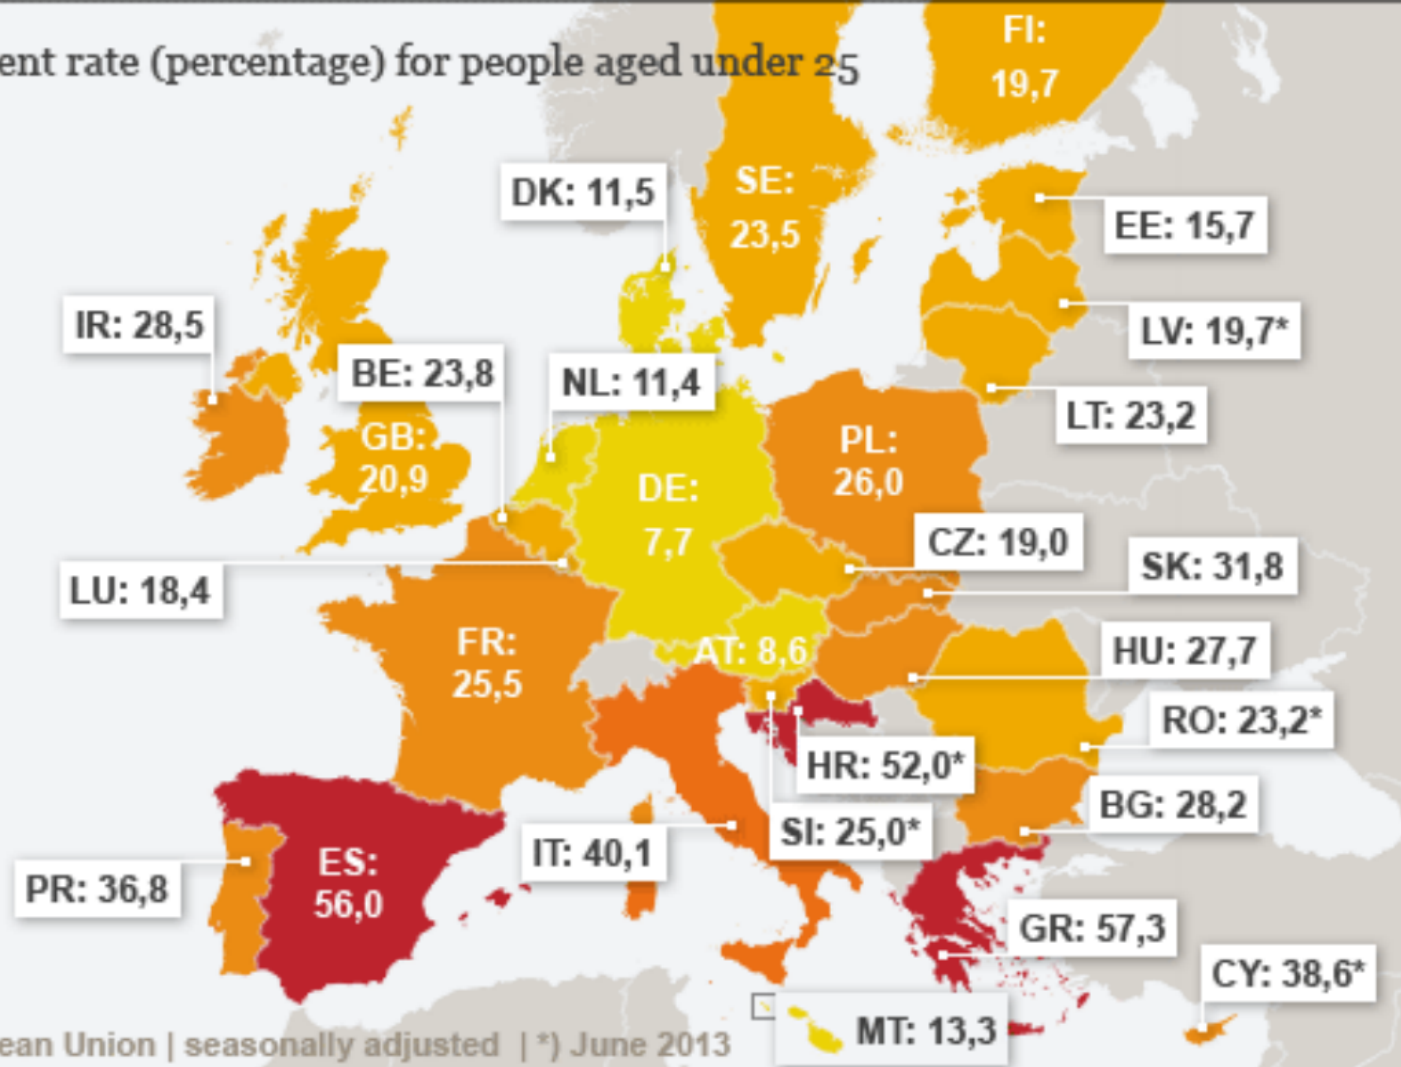 ent rate (percentage) for people aged under 25
FI:
19,7
DK: 11,5
SE:
23,5
EE: 15,7
IR: 28,5
LV: 19,7*
BE: 23,8
NL: 11,4
LT: 23,2
GB:
20,9
PL:
26,0
DE:
7,7
CZ: 19,0
SK: 31,8
LU: 18,4
FR:
25,5
AT: 8,6
HU: 27,7
RO: 23,2*
HR: 52,0*
BG: 28,2
SI: 25,0*
IT: 40,1
PR: 36,8
ES:
56,0
GR: 57,3
CY: 38,6*
MT: 13,3
ean Union | seasonally adjusted | *) June 2013